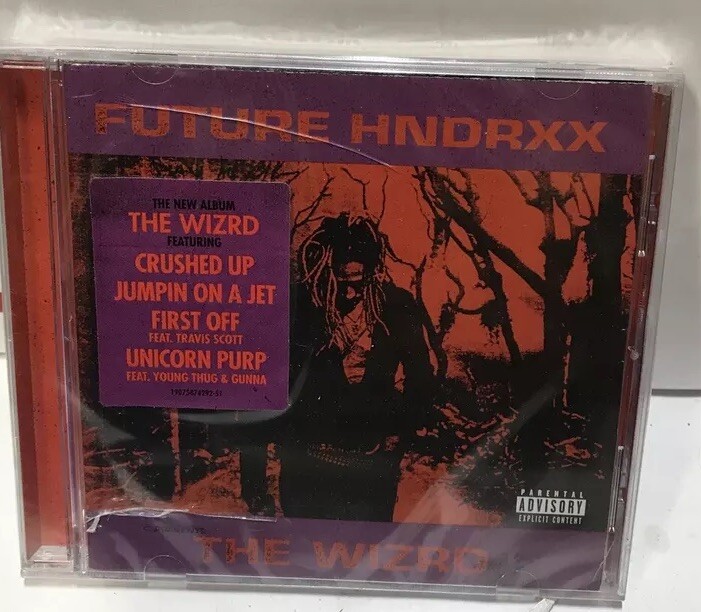 FUTURE HNDRXX
THE NEW ALBUM
THE WIZRD
FEATURING
CRUSHED UP
JUMPIN ON A JET
FIRST OFF
FEAT. TRAVIS SCOTT
UNICORN PURP
FEAT. YOUNG THUG & GUNNA
PARENTAL
ADVISORY
EXPLICIT CONTENT
THE WIZRD